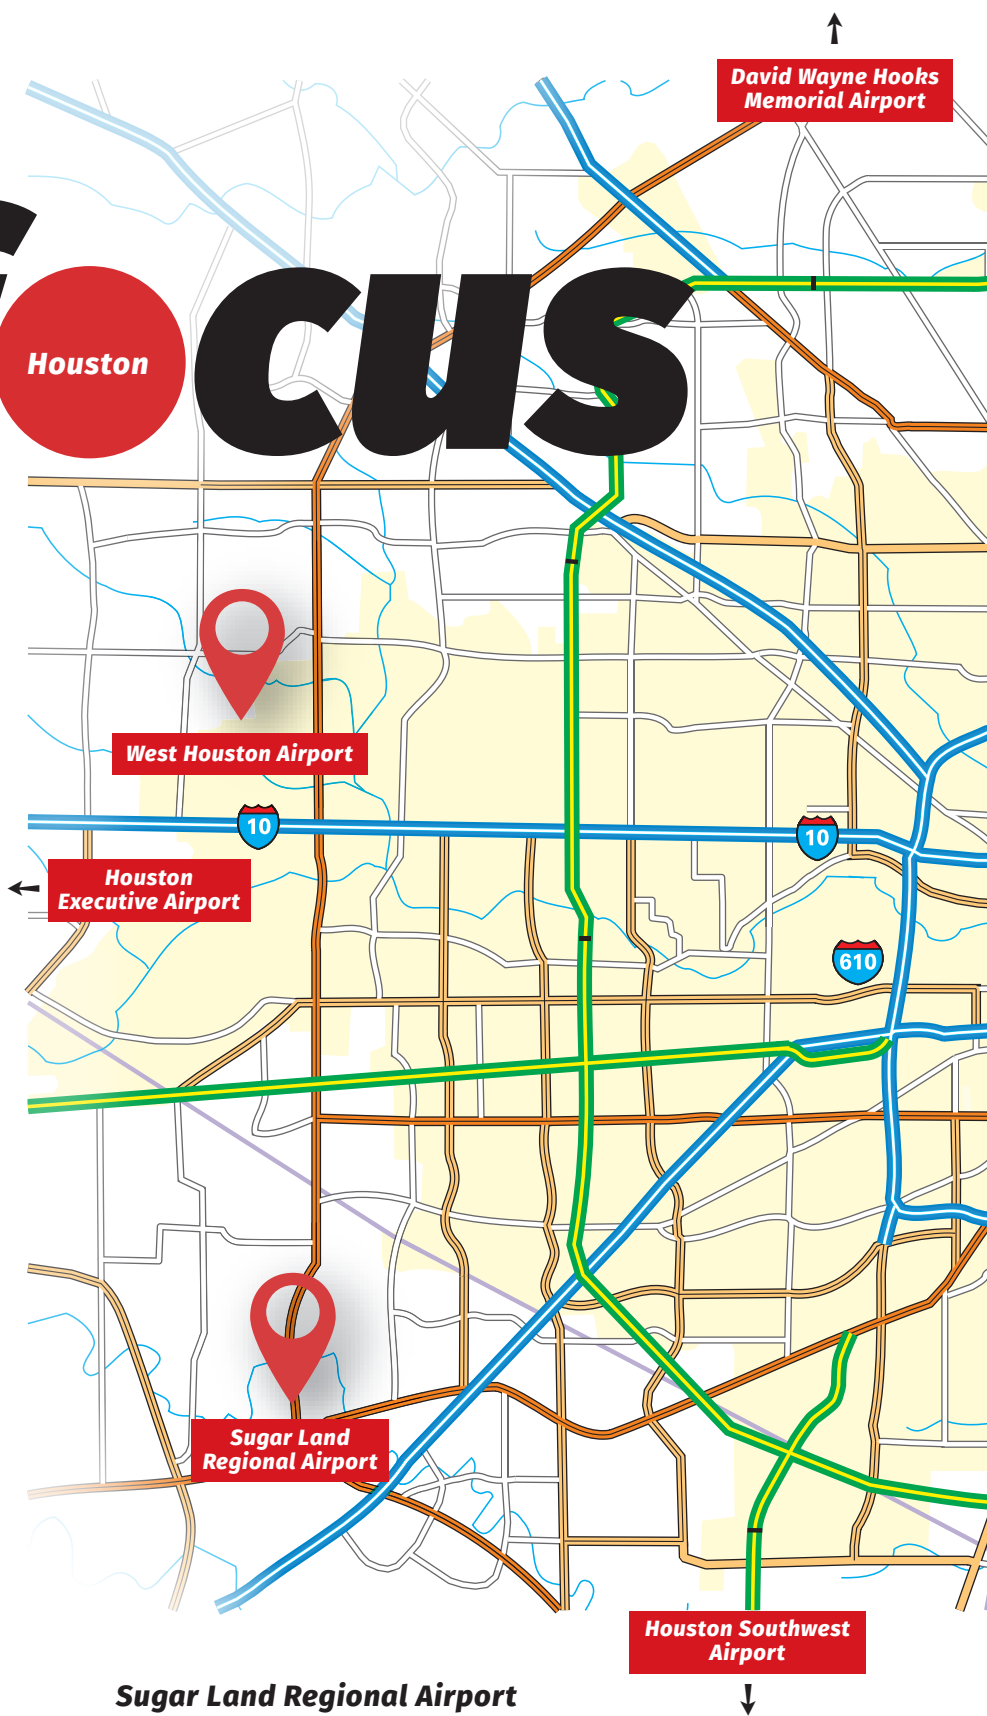 David Wayne Hooks
Memorial Airport
focus
Houston
West Houston Airport
10
10
Houston
Executive Airport
610
Sugar Land
Regional Airport
Houston Southwest
Airport
Sugar Land Regional Airport